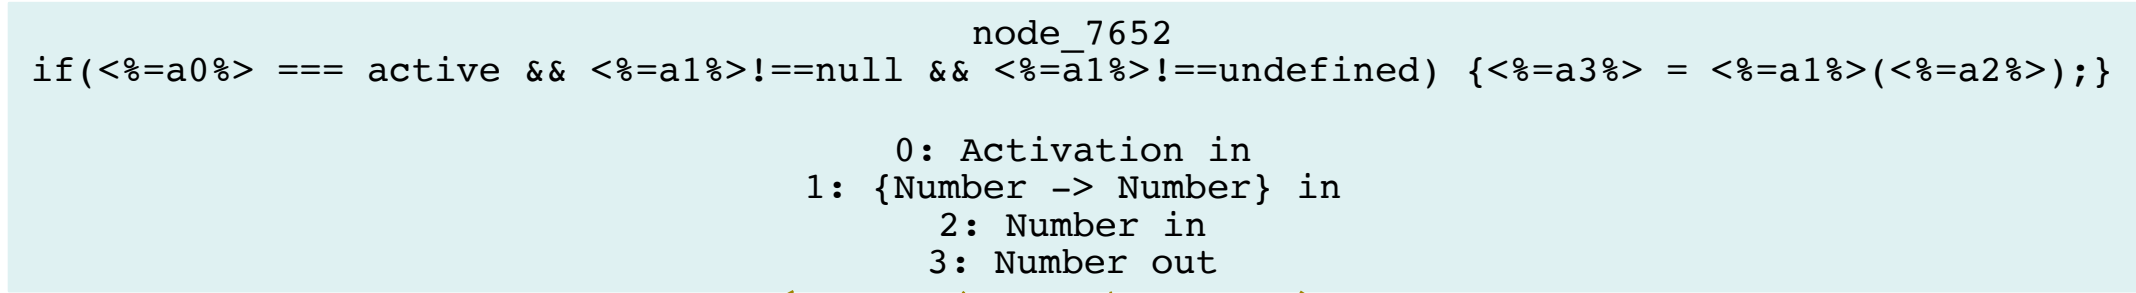 node_7652
if(<%=a0%> === active && <%=a1%>!==null && <%=a1%>!==undefined) {<%=a3%> = <%=a1%>(<%=a2%>);}
0: Activation in
1: {Number -> Number} in
2: Number in
3: Number out